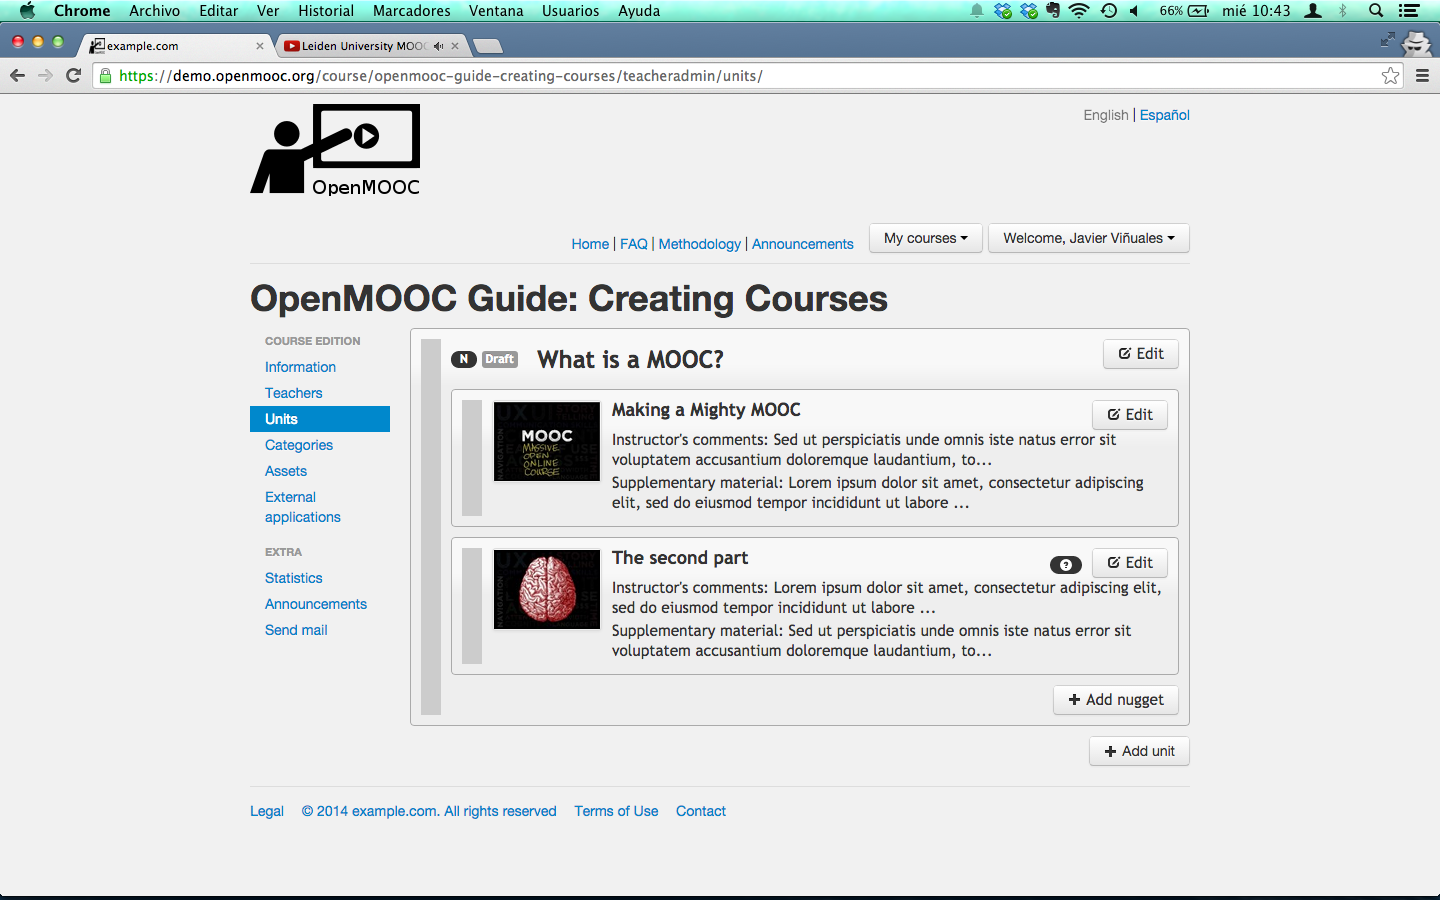 Chrome Archivo Editar Ver Historial Marcadores Ventana Usuarios Ayuda 66% mié 10:43
example.com Leiden University MOOC
https://demo.openmooc.org/course/openmooc-guide-creating-courses/teacheradmin/units/
English | Español
OpenMOOC
Home | FAQ | Methodology | Announcements My courses Welcome, Javier Viñuales
OpenMOOC Guide: Creating Courses
COURSE EDITION
Information
Teachers
Units
Categories
Assets
External
applications
EXTRA
Statistics
Announcements
Send mail
N Draft What is a MOOC? Edit
MOOC
MASSIVE
OPEN
ONLINE
COURSE
Making a Mighty MOOC Edit
Instructor's comments: Sed ut perspiciatis unde omnis iste natus error sit
voluptatem accusantium doloremque laudantium, to...
Supplementary material: Lorem ipsum dolor sit amet, consectetur adipiscing
elit, sed do eiusmod tempor incididunt ut labore ...
The second part ? Edit
Instructor's comments: Lorem ipsum dolor sit amet, consectetur adipiscing elit,
sed do eiusmod tempor incididunt ut labore ...
Supplementary material: Sed ut perspiciatis unde omnis iste natus error sit
voluptatem accusantium doloremque laudantium, to...
+ Add nugget
+ Add unit
Legal © 2014 example.com. All rights reserved Terms of Use Contact